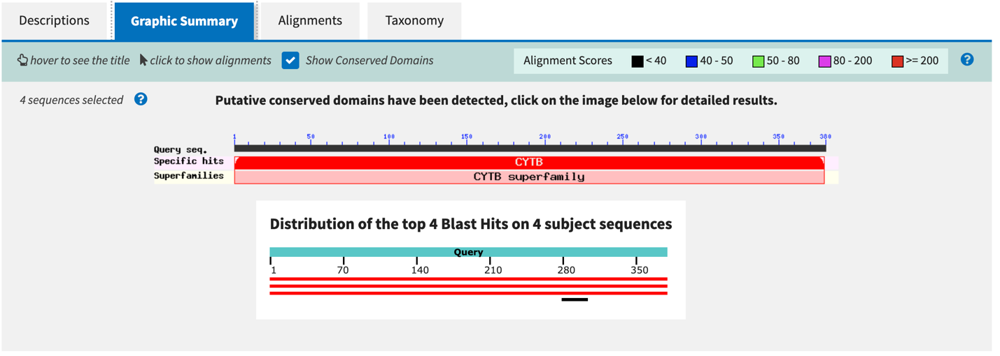 Descriptions Graphic Summary Alignments Taxonomy
hover to see the title click to show alignments Show Conserved Domains Alignment Scores < 40 40 - 50 50 - 80 80 - 200 >= 200 ?
4 sequences selected ? Putative conserved domains have been detected, click on the image below for detailed results.
1 50 100 150 200 250 300 350 380
Query seq.
Specific hits CYTB
Superfamilies CYTB superfamily
Distribution of the top 4 Blast Hits on 4 subject sequences
Query
1 70 140 210 280 350